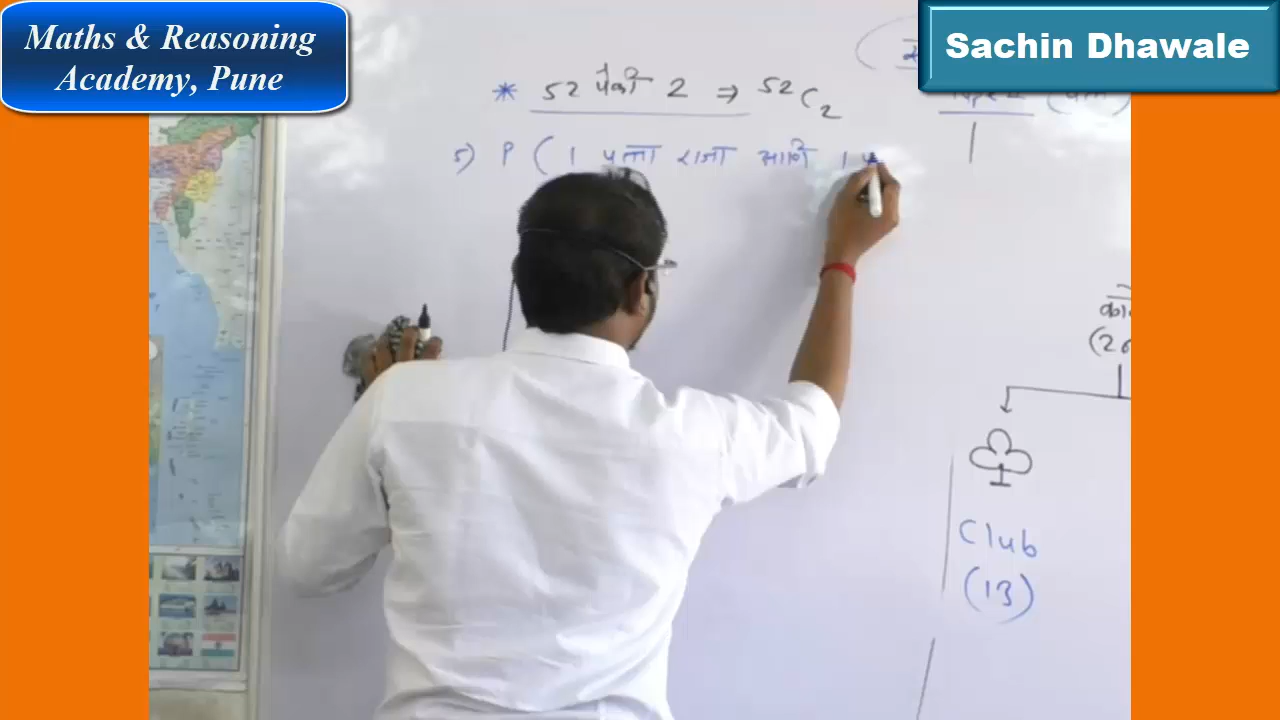 Maths & Reasoning
Academy, Pune
Sachin Dhawale
* 52 पैकी 2 ⇒ 52C2
5) P ( 1 पत्ता राजा आणि 1 प
Club
(13)